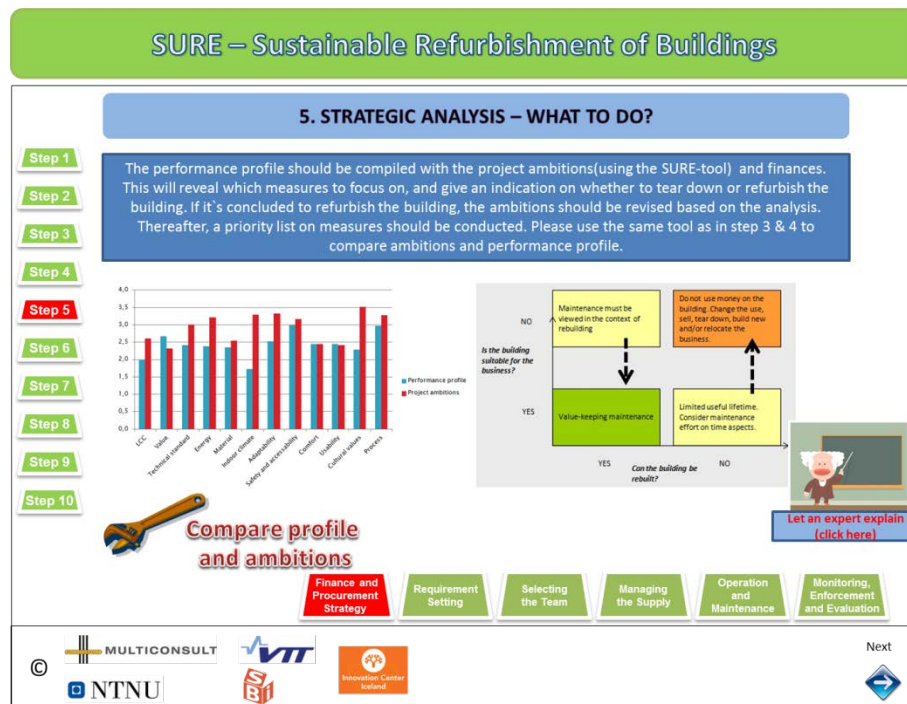 SURE – Sustainable Refurbishment of Buildings
5. STRATEGIC ANALYSIS – WHAT TO DO?
Step 1
Step 2
Step 3
Step 4
Step 5
Step 6
Step 7
Step 8
Step 9
Step 10
The performance profile should be compiled with the project ambitions(using the SURE-tool) and finances.
This will reveal which measures to focus on, and give an indication on whether to tear down or refurbish the
building. If it`s concluded to refurbish the building, the ambitions should be revised based on the analysis.
Thereafter, a priority list on measures should be conducted. Please use the same tool as in step 3 & 4 to
compare ambitions and performance profile.
4,0
3,5
3,0
2,5
2,0
1,5
1,0
0,5
0,0
LCC
Value
Technical standard
Energy
Material
Indoor climate
Adaptability
Safety and accessability
Comfort
Usability
Cultural values
Process
Performance profile
Project ambitions
NO
Is the building
suitable for the
business?
YES
Maintenance must be
viewed in the context of
rebuilding
Do not use money on the
building. Change the use,
sell, tear down, build new
and/or relocate the
business.
Value-keeping maintenance
Limited useful lifetime.
Consider maintenance
effort on time aspects.
YES
Can the building be
rebuilt?
NO
Compare profile
and ambitions
Let an expert explain
(click here)
Finance and
Procurement
Strategy
Requirement
Setting
Selecting
the Team
Managing
the Supply
Operation
and
Maintenance
Monitoring,
Enforcement
and Evaluation
©
MULTICONSULT
VTT
NTNU
SBI
Innovation Center
Iceland
Next